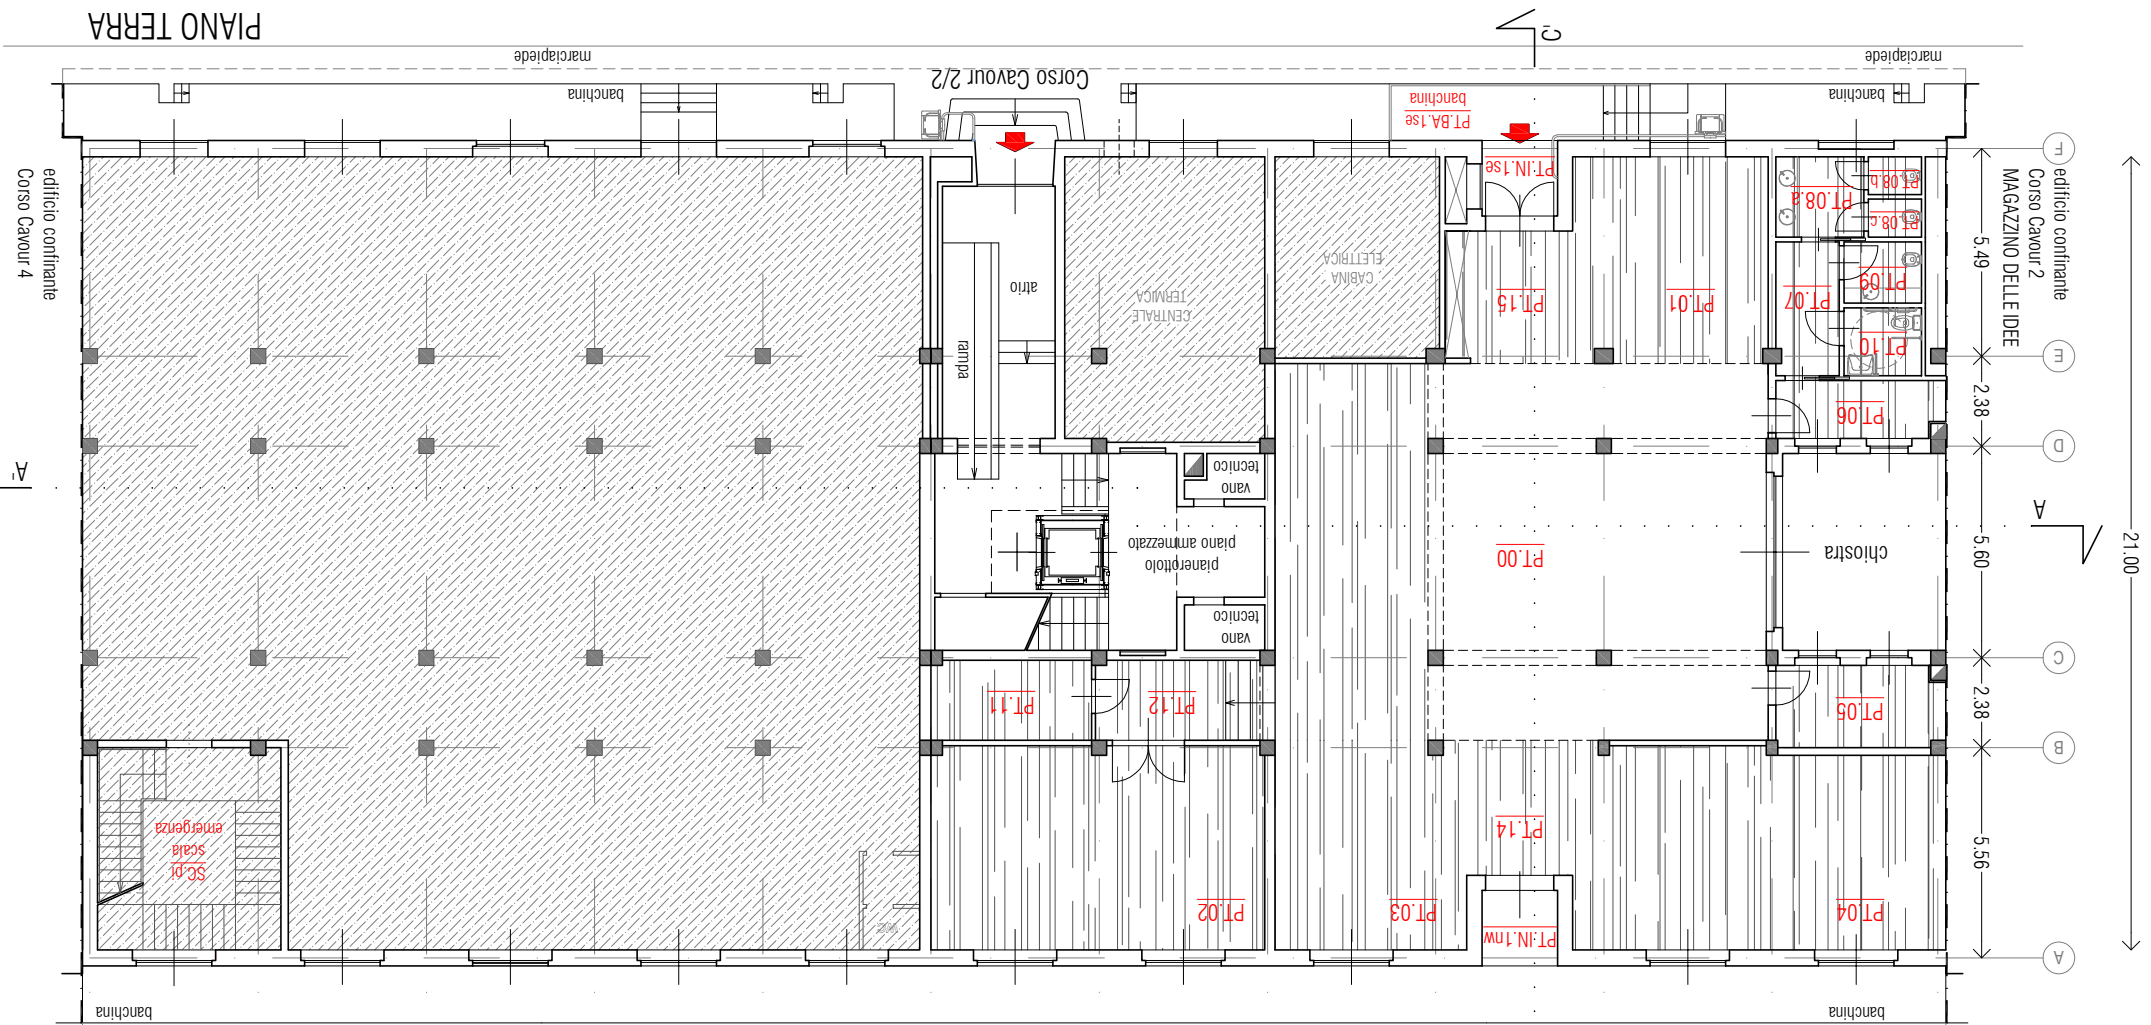 PIANO TERRA
marciapiede
marciapiede
Corso Cavour 2/2
banchina
PT.BA.1se
banchina
banchina
C'
edificio confinante
Corso Cavour 4
edificio confinante
Corso Cavour 2
MAGAZZINO DELLE IDEE
PT.IN.1se
PT.08.a
PT.08.b
PT.08.c
PT.09
PT.07
PT.10
PT.06
PT.15
PT.01
CABINA
ELETTRICA
CENTRALE
TERMICA
atrio
rampa
vano
tecnico
pianerottolo
piano ammezzato
vano
tecnico
PT.00
chiostra
A'
A
PT.11
PT.12
PT.05
PT.14
PT.02
PT.03
PT.IN.1nw
PT.04
SC.pi
scala
emergenza
WC
banchina
banchina
F
E
D
C
B
A
5.49
2.38
5.60
2.38
5.56
21.00